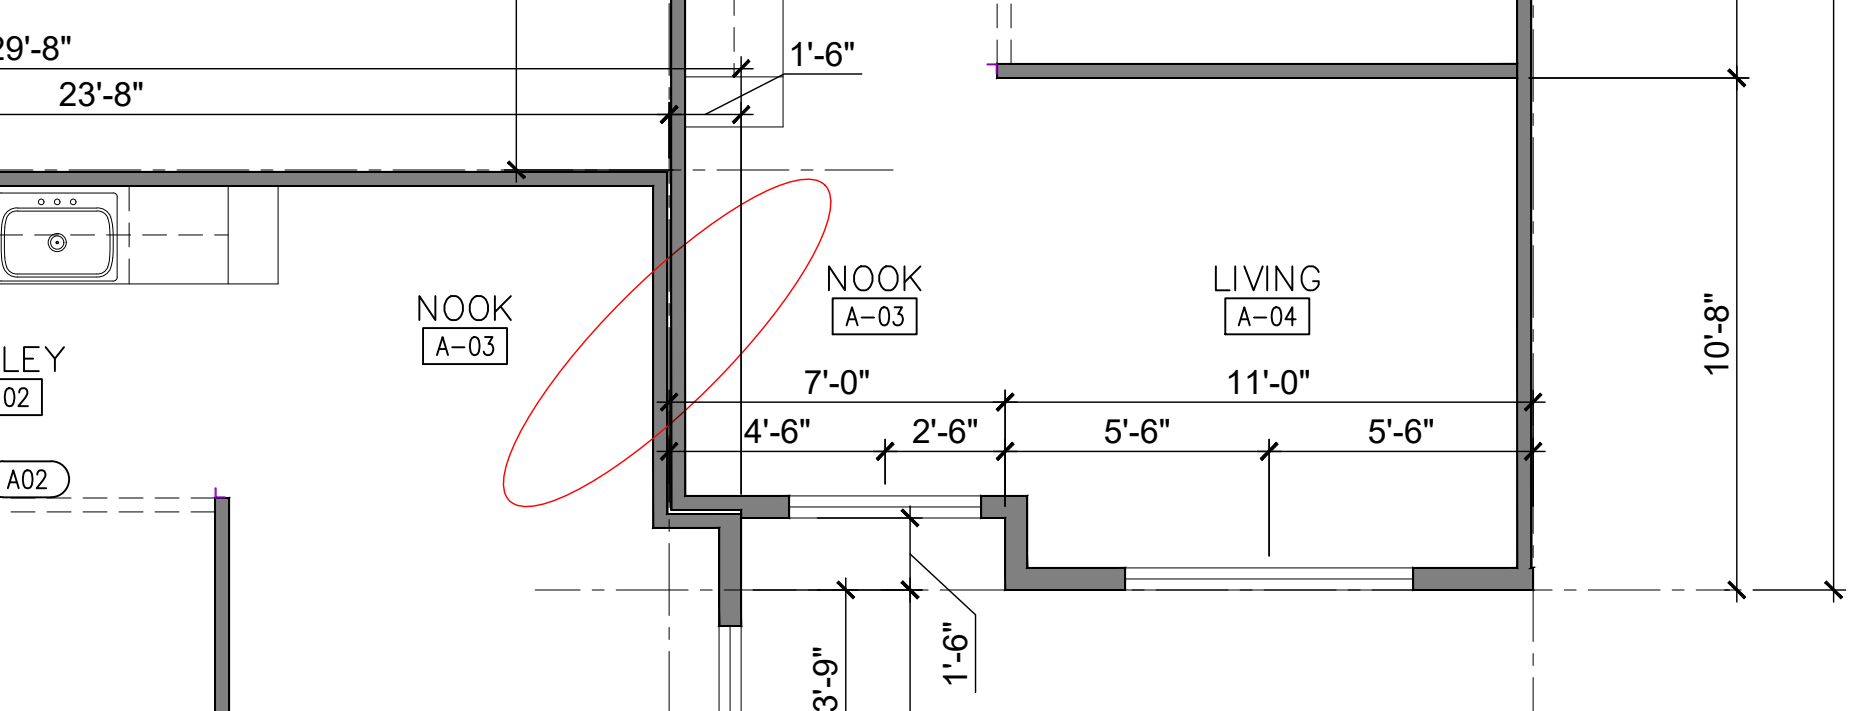 29'-8"
1'-6"
23'-8"
NOOK
A-03
LIVING
A-04
NOOK
A-03
LEY
02
10'-8"
7'-0"
11'-0"
4'-6"
2'-6"
5'-6"
5'-6"
A02
3'-9"
1'-6"